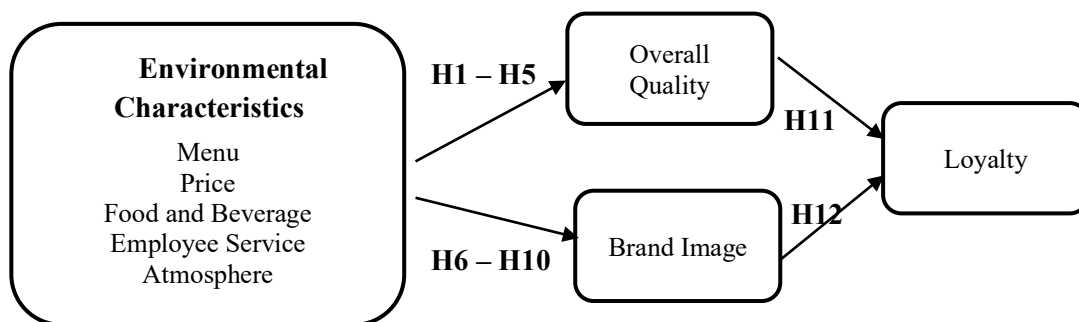 Environmental
Characteristics
Menu
Price
Food and Beverage
Employee Service
Atmosphere
H1 – H5
H6 – H10
Overall
Quality
Brand Image
H11
H12
Loyalty